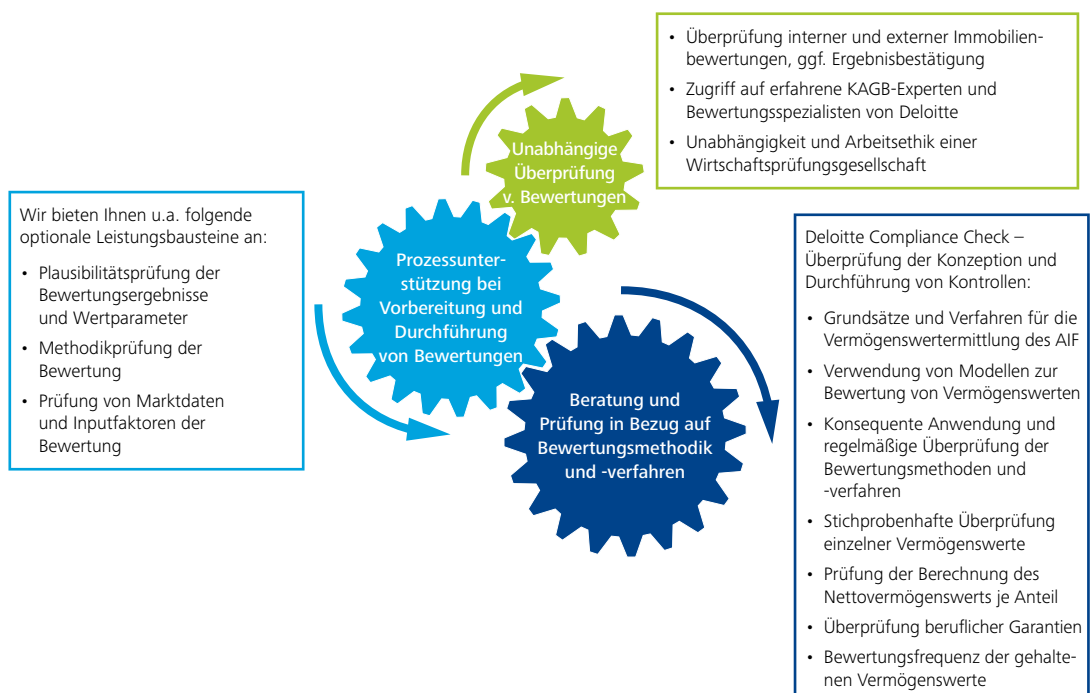 • Überprüfung interner und externer Immobilien-
bewertungen, ggf. Ergebnisbestätigung
• Zugriff auf erfahrene KAGB-Experten und
Bewertungsspezialisten von Deloitte
• Unabhängigkeit und Arbeitsethik einer
Wirtschaftsprüfungsgesellschaft
Unabhängige
Überprüfung
v. Bewertungen
Wir bieten Ihnen u.a. folgende
optionale Leistungsbausteine an:
• Plausibilitätsprüfung der
Bewertungsergebnisse
und Wertparameter
• Methodikprüfung der
Bewertung
• Prüfung von Marktdaten
und Inputfaktoren der
Bewertung
Prozessunter-
stützung bei
Vorbereitung und
Durchführung
von Bewertungen
Beratung und
Prüfung in Bezug auf
Bewertungsmethodik
und -verfahren
Deloitte Compliance Check –
Überprüfung der Konzeption und
Durchführung von Kontrollen:
• Grundsätze und Verfahren für die
Vermögenswertermittlung des AIF
• Verwendung von Modellen zur
Bewertung von Vermögenswerten
• Konsequente Anwendung und
regelmäßige Überprüfung der
Bewertungsmethoden und
-verfahren
• Stichprobenhafte Überprüfung
einzelner Vermögenswerte
• Prüfung der Berechnung des
Nettovermögenswerts je Anteil
• Überprüfung beruflicher Garantien
• Bewertungsfrequenz der gehalte-
nen Vermögenswerte